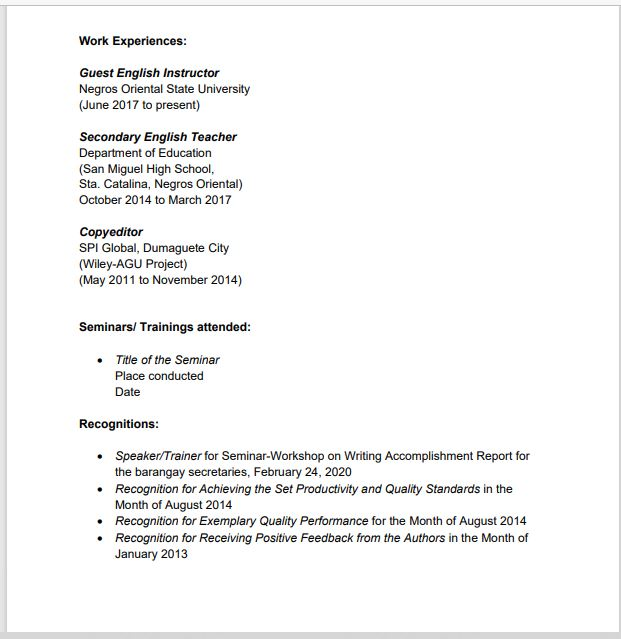 Work Experiences:
Guest English Instructor
Negros Oriental State University
(June 2017 to present)
Secondary English Teacher
Department of Education
(San Miguel High School,
Sta. Catalina, Negros Oriental)
October 2014 to March 2017
Copyeditor
SPI Global, Dumaguete City
(Wiley-AGU Project)
(May 2011 to November 2014)
Seminars/ Trainings attended:
• Title of the Seminar
Place conducted
Date
Recognitions:
• Speaker/Trainer for Seminar-Workshop on Writing Accomplishment Report for
the barangay secretaries, February 24, 2020
• Recognition for Achieving the Set Productivity and Quality Standards in the
Month of August 2014
• Recognition for Exemplary Quality Performance for the Month of August 2014
• Recognition for Receiving Positive Feedback from the Authors in the Month of
January 2013